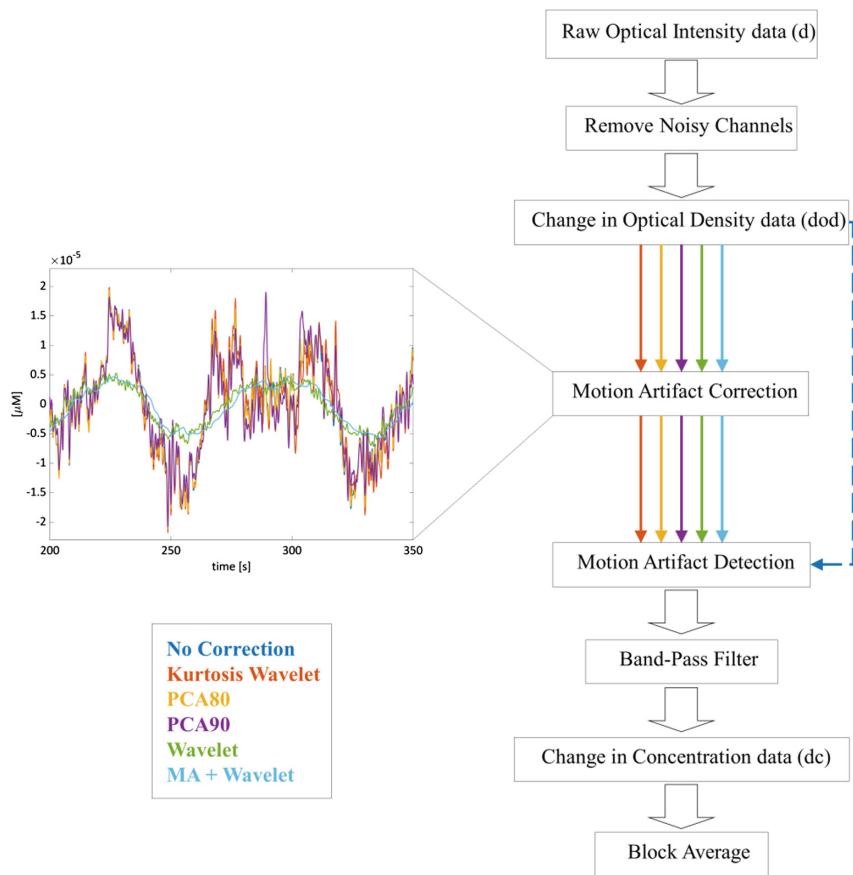 Raw Optical Intensity data (d)
Remove Noisy Channels
Change in Optical Density data (dod)
×10⁻⁵
2
1.5
1
0.5
0
-0.5
-1
-1.5
-2
[μM]
200
250
300
350
time [s]
Motion Artifact Correction
Motion Artifact Detection
No Correction
Kurtosis Wavelet
PCA80
PCA90
Wavelet
MA + Wavelet
Band-Pass Filter
Change in Concentration data (dc)
Block Average